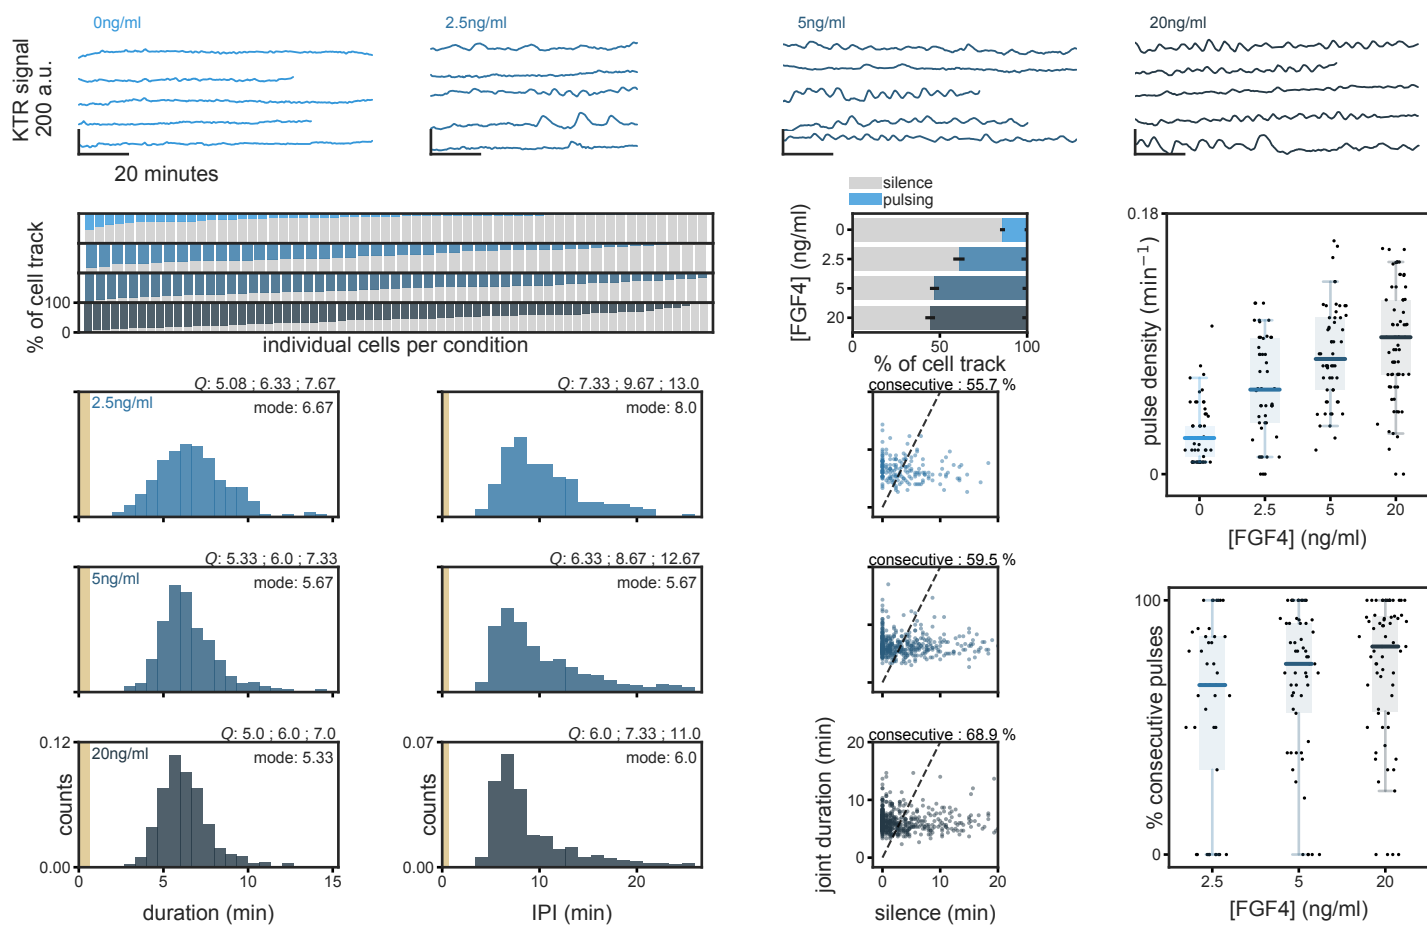 0ng/ml
2.5ng/ml
5ng/ml
20ng/ml
KTR signal
200 a.u.
20 minutes
% of cell track
100
0
individual cells per condition
silence
pulsing
[FGF4] (ng/ml)
0
2.5
5
20
0 50 100
% of cell track
pulse density (min⁻¹)
0.18
0
0 2.5 5 20
[FGF4] (ng/ml)
Q: 5.08 ; 6.33 ; 7.67
2.5ng/ml
mode: 6.67
Q: 7.33 ; 9.67 ; 13.0
mode: 8.0
consecutive : 55.7 %
Q: 5.33 ; 6.0 ; 7.33
5ng/ml
mode: 5.67
Q: 6.33 ; 8.67 ; 12.67
mode: 5.67
consecutive : 59.5 %
Q: 5.0 ; 6.0 ; 7.0
20ng/ml
mode: 5.33
0.12
counts
0.00
0 5 10 15
duration (min)
Q: 6.0 ; 7.33 ; 11.0
mode: 6.0
0.07
counts
0.00
0 10 20
IPI (min)
consecutive : 68.9 %
joint duration (min)
20
10
0
0 10 20
silence (min)
% consecutive pulses
100
0
2.5 5 20
[FGF4] (ng/ml)